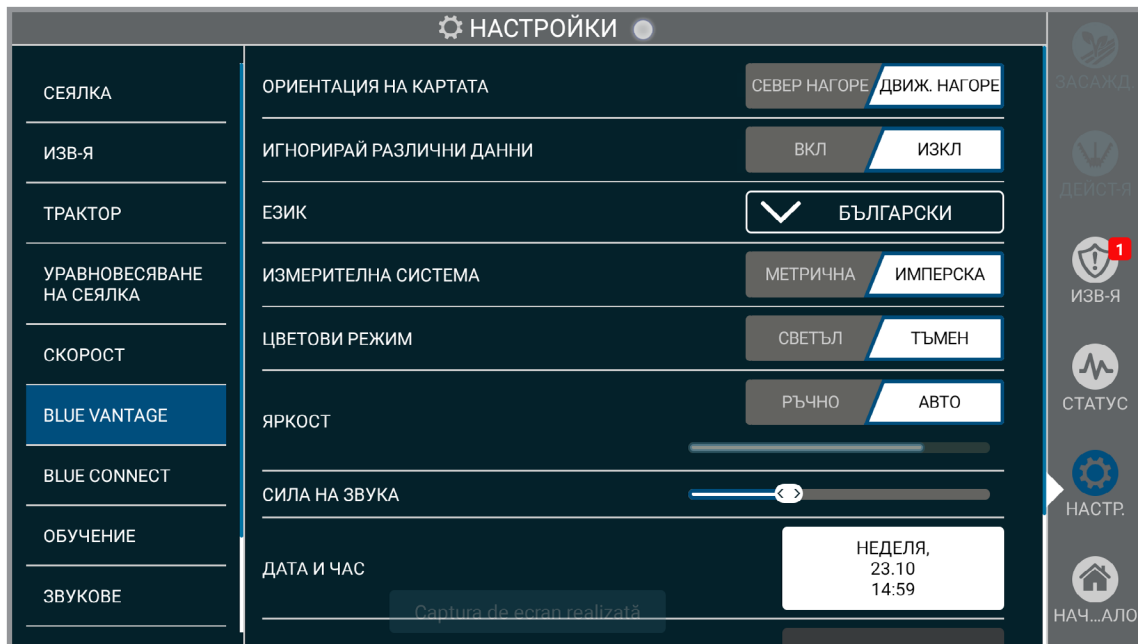 НАСТРОЙКИ
СЕЯЛКА
ИЗВ-Я
ТРАКТОР
УРАВНОВЕСЯВАНЕ
НА СЕЯЛКА
СКОРОСТ
BLUE VANTAGE
BLUE CONNECT
ОБУЧЕНИЕ
ЗВУКОВЕ
ОРИЕНТАЦИЯ НА КАРТАТА
СЕВЕР НАГОРЕ ДВИЖ. НАГОРЕ
ИГНОРИРАЙ РАЗЛИЧНИ ДАННИ
ВКЛ ИЗКЛ
ЕЗИК
БЪЛГАРСКИ
ИЗМЕРИТЕЛНА СИСТЕМА
МЕТРИЧНА ИМПЕРСКА
ЦВЕТОВИ РЕЖИМ
СВЕТЪЛ ТЪМЕН
ЯРКОСТ
РЪЧНО АВТО
СИЛА НА ЗВУКА
ДАТА И ЧАС
НЕДЕЛЯ,
23.10
14:59
Captura de ecran realizată
ЗАСАЖД.
ДЕЙСТ-Я
1
ИЗВ-Я
СТАТУС
НАСТР.
НАЧ...АЛО